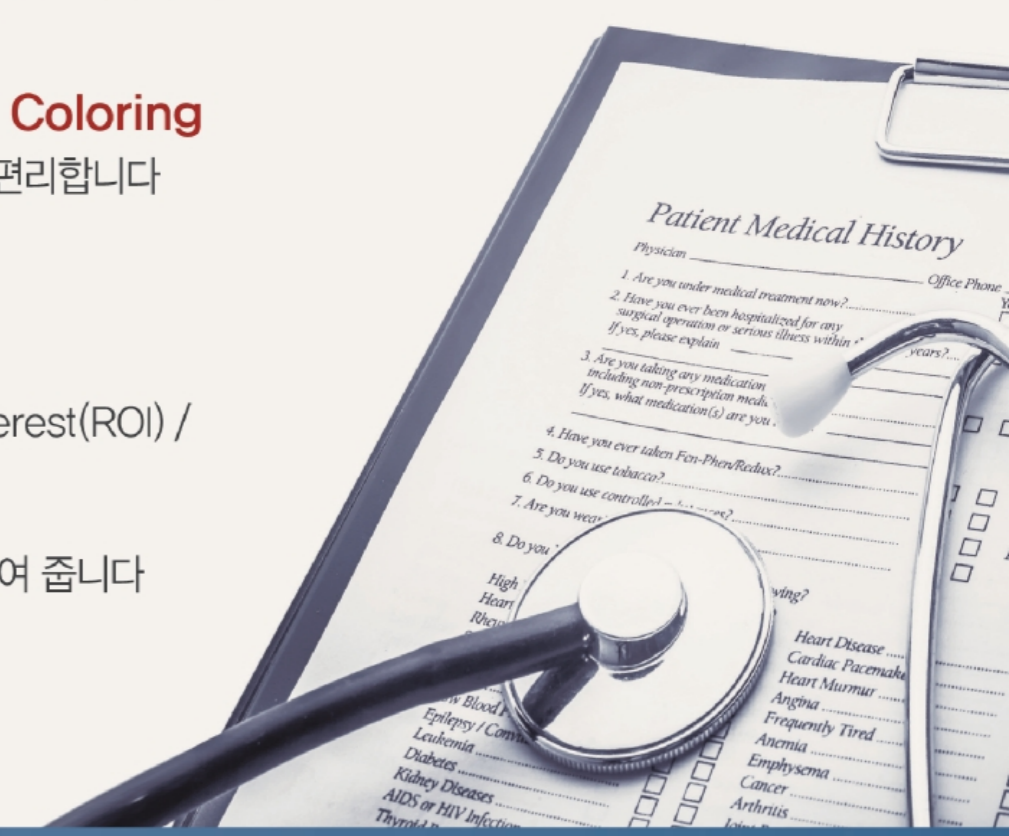 Coloring
편리합니다
erest(ROI) /
여 줍니다
Patient Medical History
Physician
Office Phone
1. Are you under medical treatment now?
2. Have you ever been hospitalized for any
surgical operation or serious illness within
years?
If yes, please explain
3. Are you taking any medication
including non-prescription medi
If yes, what medication(s) are you
4. Have you ever taken Fen-Phen/Redux?
5. Do you use tobacco?
6. Do you use controlled
7. Are you wear
8. Do you
wing?
High
Heart
Rheu
w Blood
Epilepsy / Conv
Leukemia
Diabetes
Kidney Diseases
AIDS or HIV Infection
Thyroid
Heart Disease
Cardiac Pacemake
Heart Murmur
Angina
Frequently Tired
Anemia
Emphysema
Cancer
Arthritis